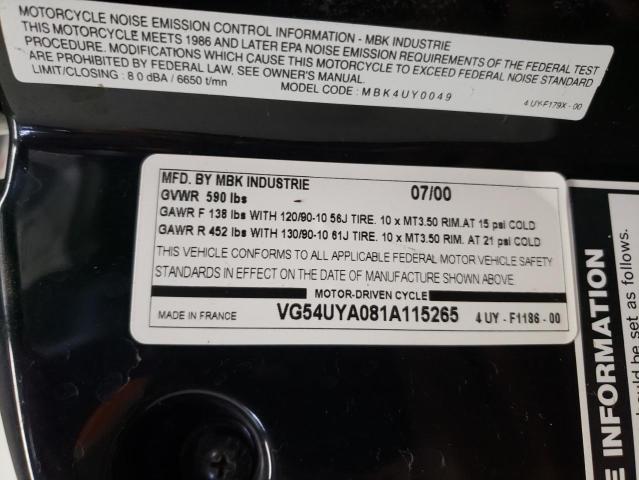 MOTORCYCLE NOISE EMISSION CONTROL INFORMATION - MBK INDUSTRIE
THIS MOTORCYCLE MEETS 1986 AND LATER EPA NOISE EMISSION REQUIREMENTS OF THE FEDERAL TEST
PROCEDURE. MODIFICATIONS WHICH CAUSE THIS MOTORCYCLE TO EXCEED FEDERAL NOISE STANDARD
ARE PROHIBITED BY FEDERAL LAW. SEE OWNER'S MANUAL.
LIMIT/CLOSING : 8 0 dBA / 6650 t/mn
MODEL CODE : MBK4UY0049
4 UY-F179X - 00
MFD. BY MBK INDUSTRIE 07/00
GVWR 590 lbs
GAWR F 138 lbs WITH 120/90-10 56J TIRE. 10 x MT3.50 RIM. AT 15 psi COLD
GAWR R 452 lbs WITH 130/90-10 61J TIRE. 10 x MT3.50 RIM. AT 21 psi COLD
THIS VEHICLE CONFORMS TO ALL APPLICABLE FEDERAL MOTOR VEHICLE SAFETY
STANDARDS IN EFFECT ON THE DATE OF MANUFACTURE SHOWN ABOVE.
MOTOR-DRIVEN CYCLE
MADE IN FRANCE VG54UYA081A115265 4 UY - F1186 - 00
E INFORMATION
be set as follows.